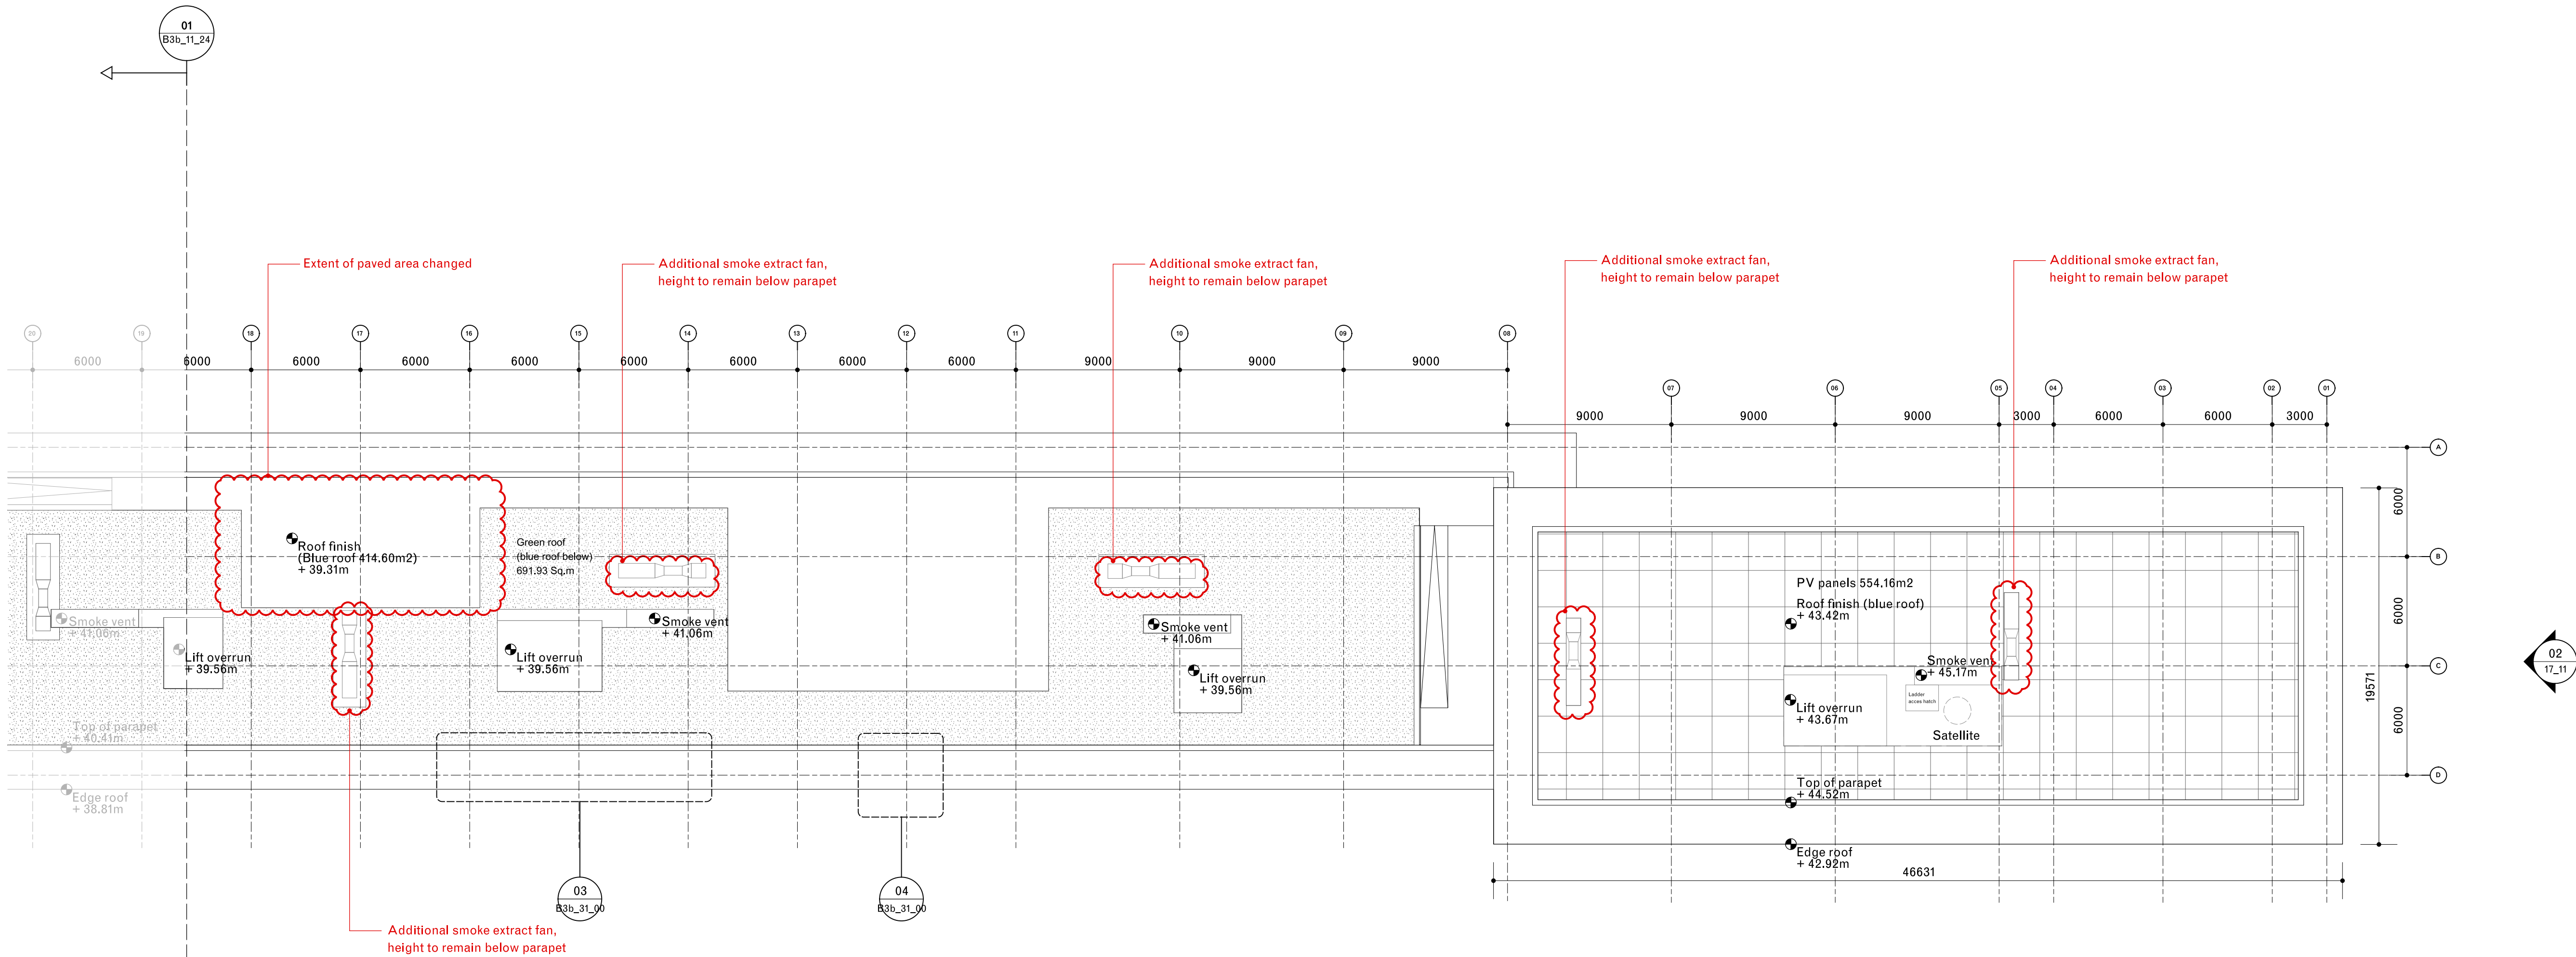 01
B3b_11_24
Extent of paved area changed
Additional smoke extract fan,
height to remain below parapet
Additional smoke extract fan,
height to remain below parapet
Additional smoke extract fan,
height to remain below parapet
Additional smoke extract fan,
height to remain below parapet
20
19
18
17
16
15
14
13
12
11
10
09
08
6000
6000
6000
6000
6000
6000
6000
6000
6000
9000
9000
9000
07
06
05
04
03
02
01
9000
9000
9000
3000
6000
6000
3000
A
B
C
D
6000
6000
6000
19571
46631
Roof finish
(Blue roof 414.60m2)
+ 39.31m
Green roof
(blue roof below)
691.93 Sq.m
Smoke vent
+ 41.06m
Lift overrun
+ 39.56m
Lift overrun
+ 39.56m
Smoke vent
+ 41.06m
Smoke vent
+ 41.06m
Lift overrun
+ 39.56m
PV panels 554.16m2
Roof finish (blue roof)
+ 43.42m
Smoke vent
+ 45.17m
Ladder
acces hatch
Lift overrun
+ 43.67m
Satellite
Top of parapet
+ 44.52m
Edge roof
+ 42.92m
Top of parapet
+ 40.41m
Edge roof
+ 38.81m
02
17_11
03
B3b_31_00
04
B3b_31_00
Additional smoke extract fan,
height to remain below parapet